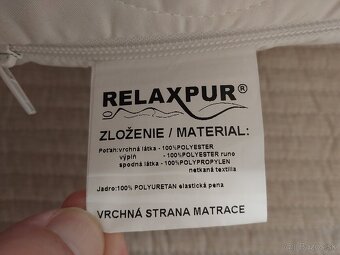 RELAXPUR®
ZLOŽENIE / MATERIAL:
Poťah: vrchná látka - 100%POLYESTER
výplň - 100%POLYESTER runo
spodná látka - 100%POLYPROPYLEN
netkaná textília
Jadro:100% POLYURETAN elastická pena
VRCHNÁ STRANA MATRACE